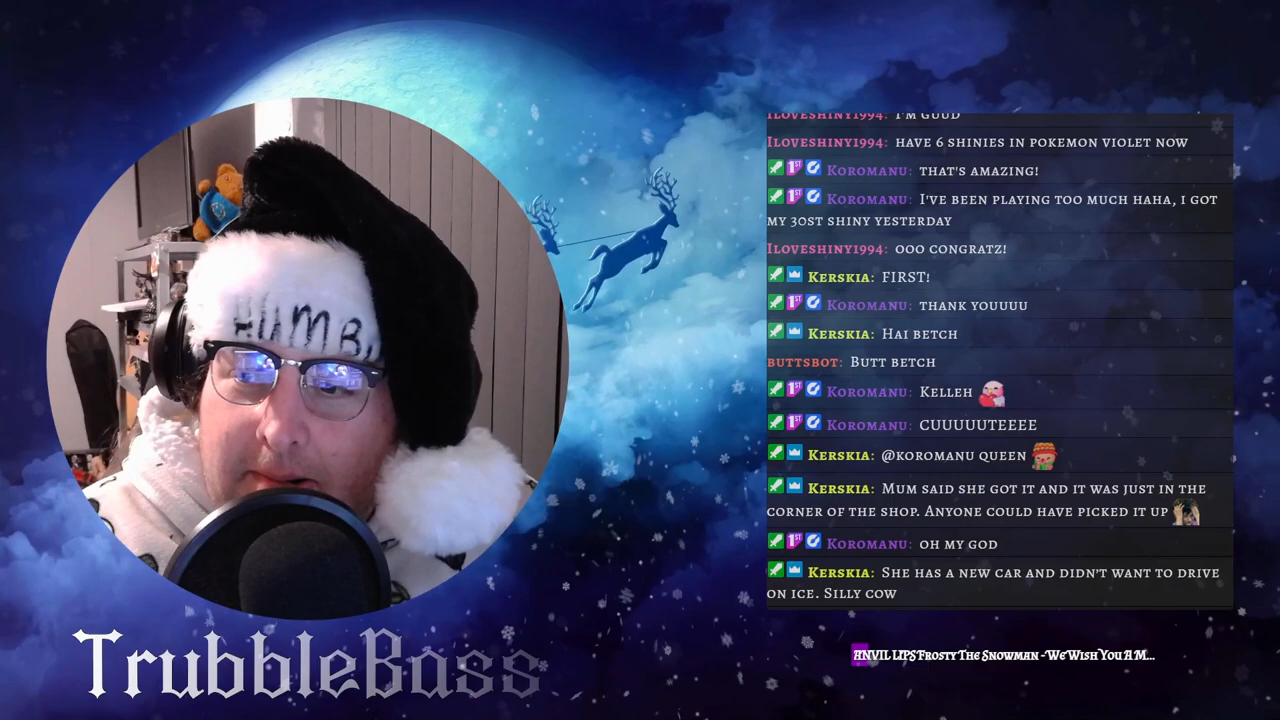 Iloveshiny1994: I'm guud
Iloveshiny1994: have 6 shinies in pokemon violet now
Koromanu: that's amazing!
Koromanu: I've been playing too much haha, i got
my 30st shiny yesterday
Iloveshiny1994: ooo congratz!
Kerskia: FIRST!
Koromanu: thank youuuu
Kerskia: Hai betch
buttsbot: Butt betch
Koromanu: Kelleh
Koromanu: CUUUUUTEEEE
Kerskia: @koromanu QUEEN
Kerskia: Mum said she got it and it was just in the
corner of the shop. Anyone could have picked it up
Koromanu: oh my god
Kerskia: She has a new car and didn't want to drive
on ice. Silly cow
HUMB
TrubbleBass
ANVIL LIPS Frosty The Snowman - We Wish You A M...